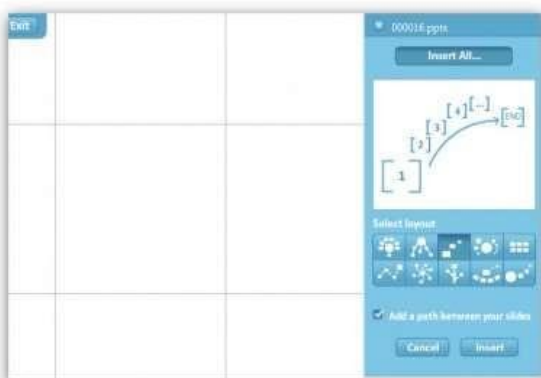 Exit
000016.pptx
Insert All...
[1]
[2]
[3]
[4]
[...]
[END]
Select layout
Add a path between your slides
Cancel
Insert